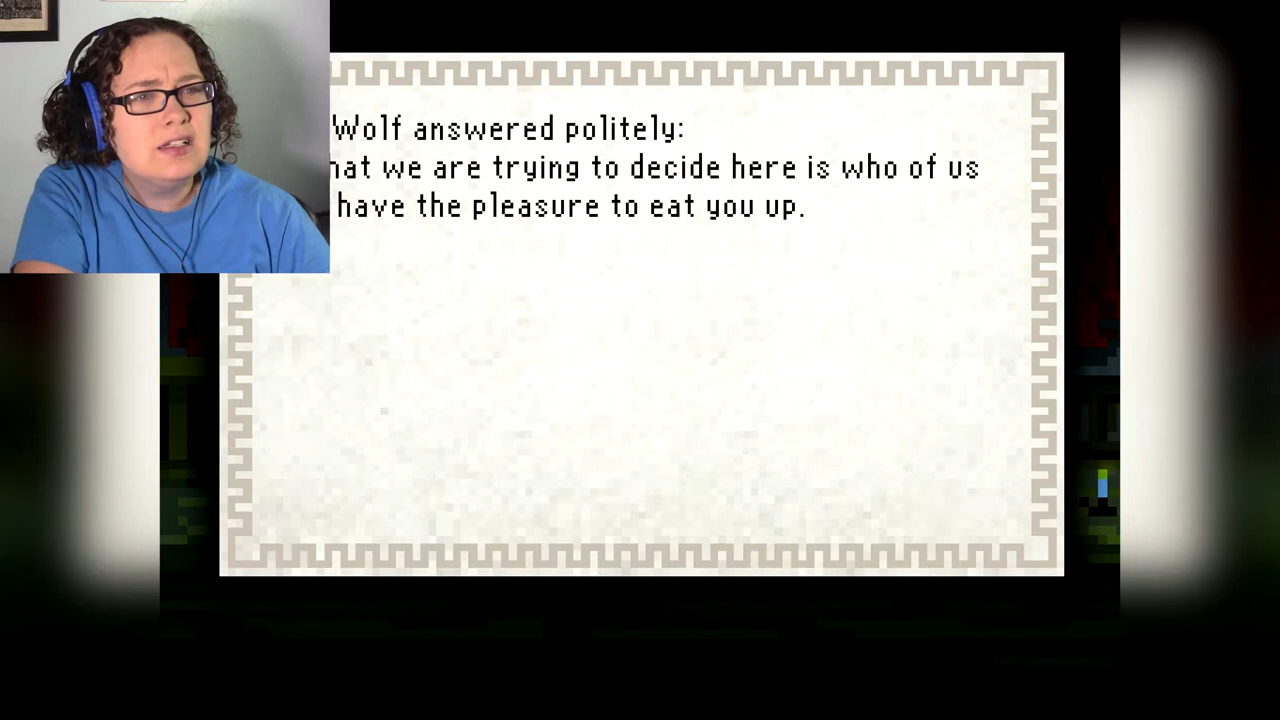 Wolf answered politely:
we are trying to decide here is who of us
have the pleasure to eat you up.